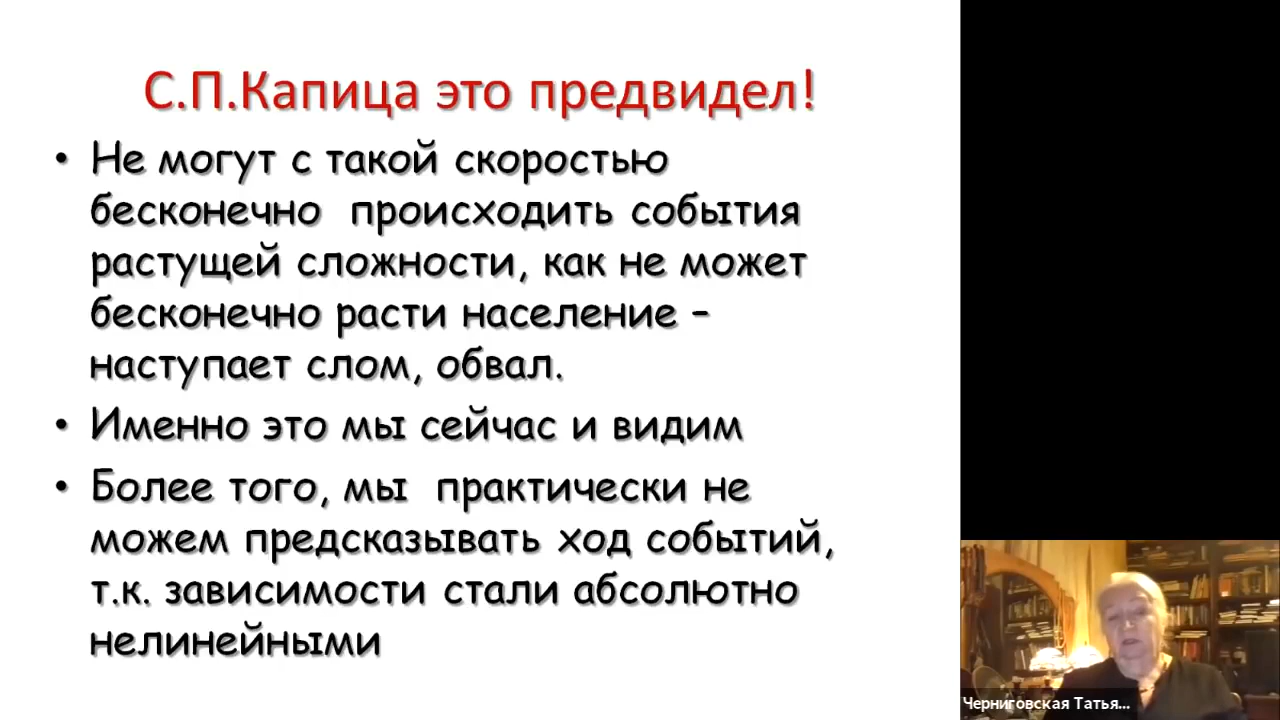 С.П.Капица это предвидел!
• Не могут с такой скоростью
бесконечно происходить события
растущей сложности, как не может
бесконечно расти население –
наступает слом, обвал.
• Именно это мы сейчас и видим
• Более того, мы практически не
можем предсказывать ход событий,
т.к. зависимости стали абсолютно
нелинейными
Черниговская Татья...